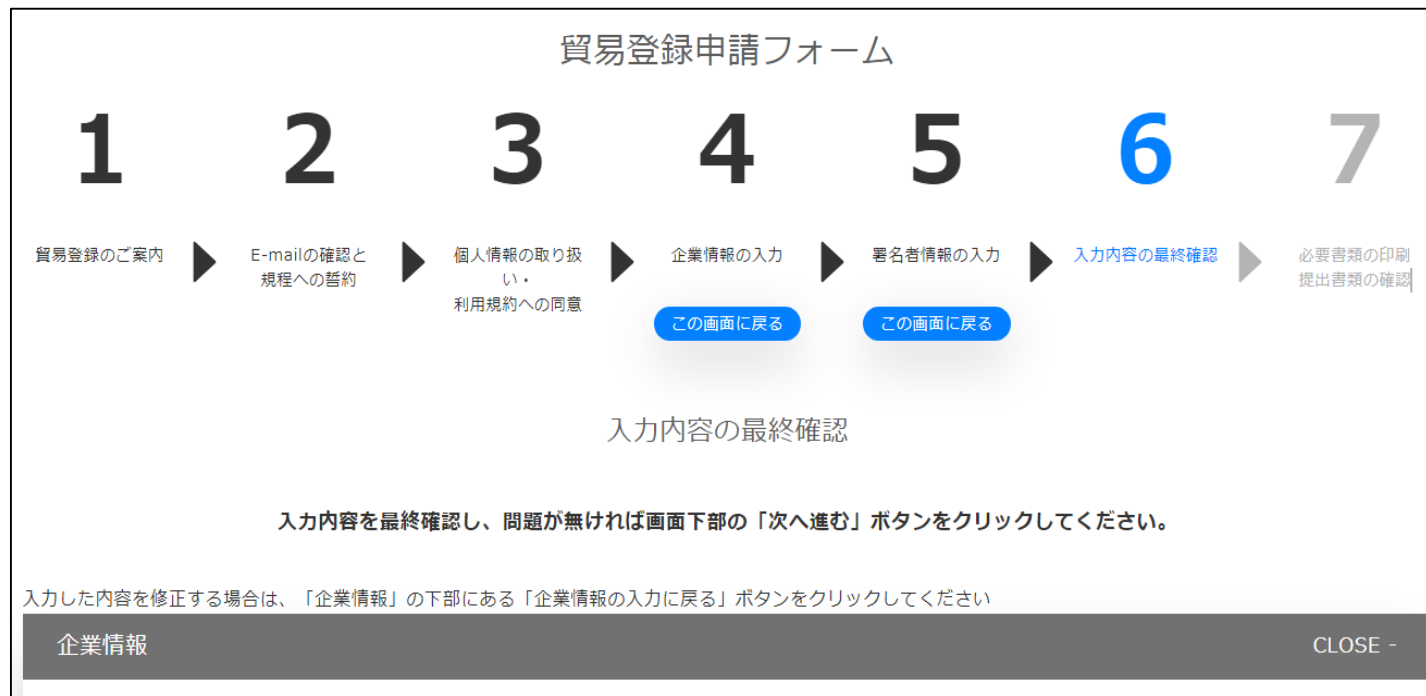 貿易登録申請フォーム
1 2 3 4 5 6 7
貿易登録のご案内
E-mailの確認と
規程への誓約
個人情報の取り扱
い・
利用規約への同意
企業情報の入力
この画面に戻る
署名者情報の入力
この画面に戻る
入力内容の最終確認
必要書類の印刷
提出書類の確認
入力内容の最終確認
入力内容を最終確認し、問題が無ければ画面下部の「次へ進む」ボタンをクリックしてください。
入力した内容を修正する場合は、「企業情報」の下部にある「企業情報の入力に戻る」ボタンをクリックしてください
企業情報 CLOSE -